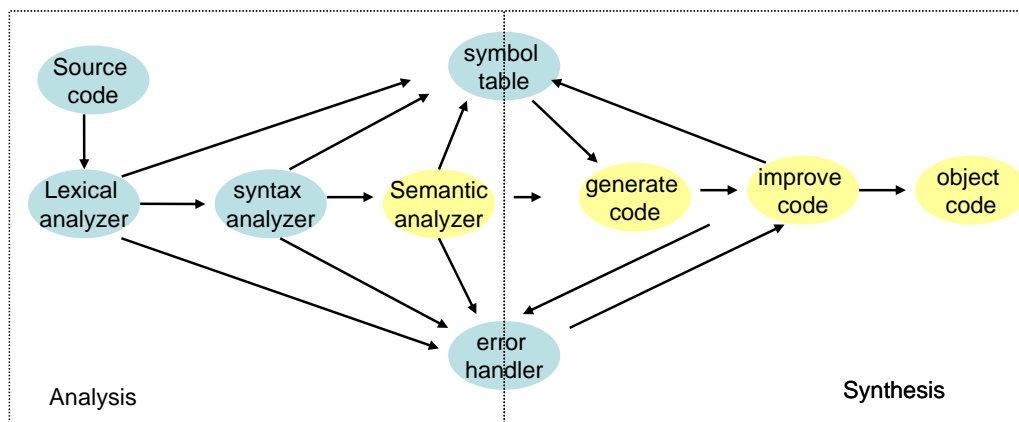 symbol
table
Source
code
Lexical
analyzer
syntax
analyzer
Semantic
analyzer
generate
code
improve
code
object
code
error
handler
Analysis
Synthesis